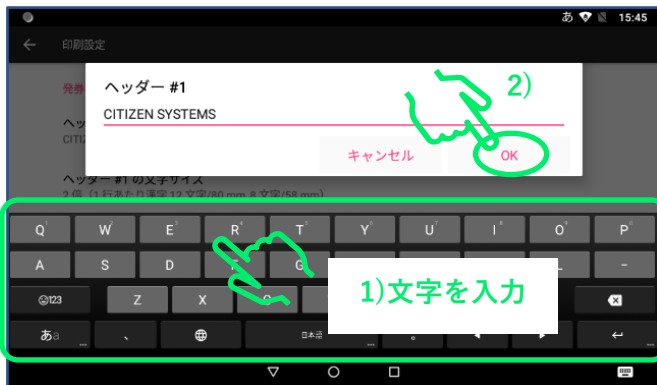 あ 15:45
← 印刷設定
発券
ヘッダー #1
CITIZEN SYSTEMS
キャンセル OK
2)
ヘッダー #1 の文字サイズ
2 倍 (1 行あたり漢字 12 文字/80 mm, 8 文字/58 mm)
Q W E R T Y U I O P
A S D G L -
1)文字を入力
123 Z X C
あa 、 日本語 。